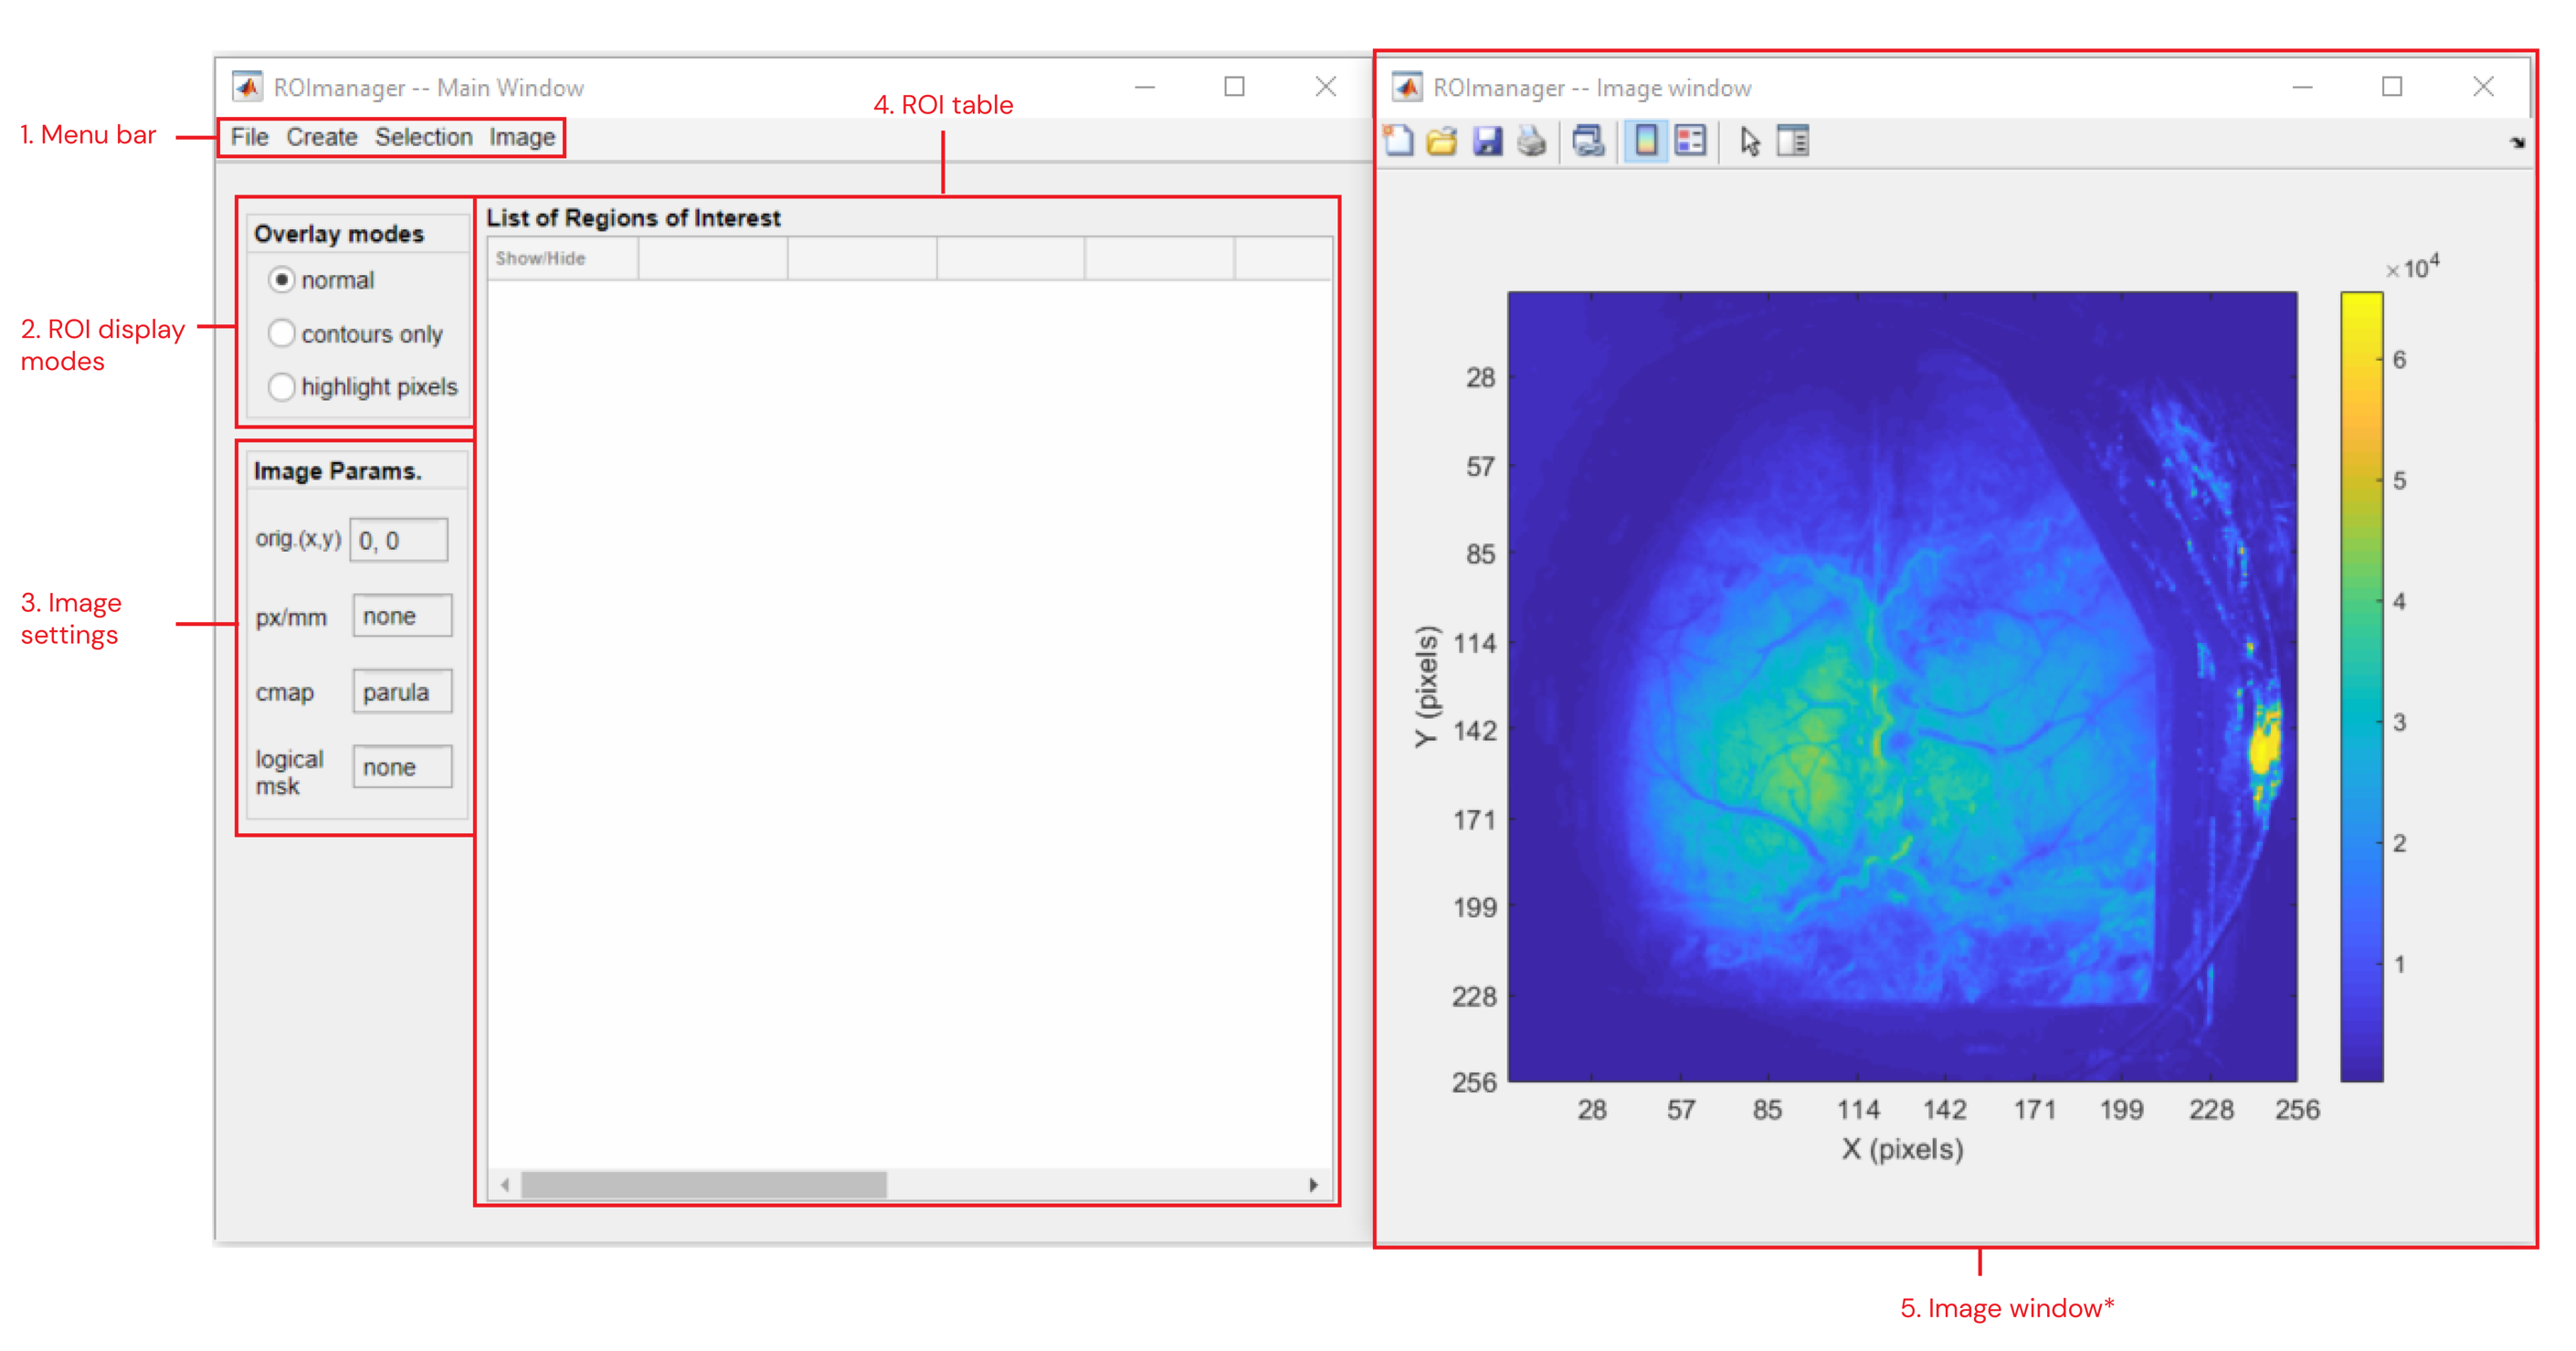 ROImanager -- Main Window
4. ROI table
1. Menu bar
File Create Selection Image
2. ROI display
modes
Overlay modes
normal
contours only
highlight pixels
3. Image
settings
Image Params.
orig.(x,y) 0, 0
px/mm none
cmap parula
logical
msk none
List of Regions of Interest
Show/Hide
ROImanager -- Image window
×10⁴
6
5
4
3
2
1
Y (pixels)
28
57
85
114
142
171
199
228
256
28 57 85 114 142 171 199 228 256
X (pixels)
5. Image window*